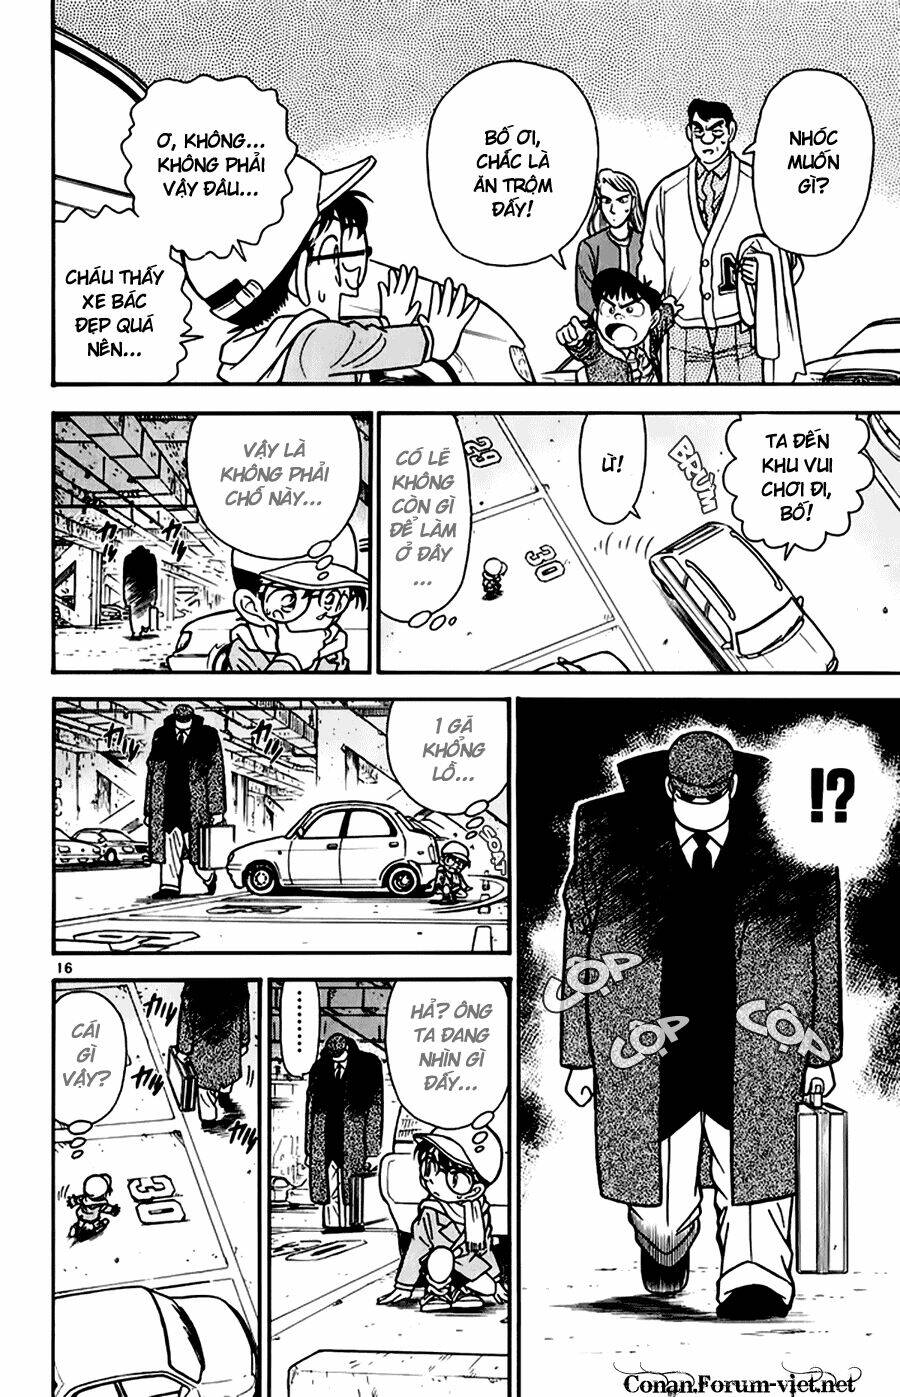 NHÓC
MUỐN
GÌ?
BỐ ƠI,
CHẮC LÀ
ĂN TRỘM
ĐẤY!
Ơ, KHÔNG...
KHÔNG PHẢI
VẬY ĐÂU...
CHÁU THẤY
XE BÁC
ĐẸP QUÁ
NÊN...
TA ĐẾN
KHU VUI
CHƠI ĐI,
BỐ!
BRUM
Ừ!
29
30
CÓ LẼ
KHÔNG
CÒN GÌ
ĐỂ LÀM
Ở ĐÂY
...
VẬY LÀ
KHÔNG PHẢI
CHỖ NÀY...
!?
CỘP
CỘP
CỘP
1 GÃ
KHỔNG
LỒ...
16
HẢ? ÔNG
TA ĐANG
NHÌN GÌ
ĐẤY...
CÁI
GÌ
VẬY?
30
Conan.Forum-viet.net